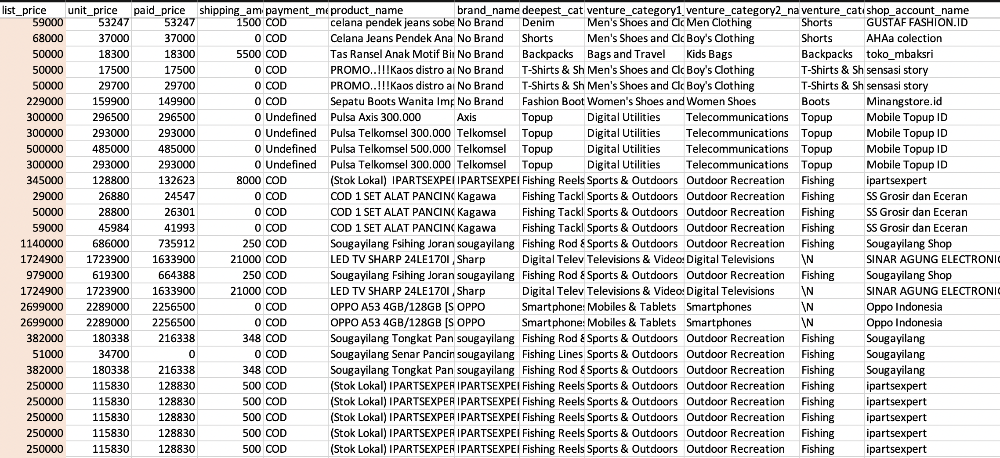 list_price unit_price paid_price shipping_am payment_me product_name brand_name deepest_cat venture_category1_ venture_category2_na venture_cat shop_account_name
59000 53247 53247 1500 COD celana pendek jeans sobe No Brand Denim Men's Shoes and Clo Men Clothing Shorts GUSTAF FASHION.ID
68000 37000 37000 0 COD Celana Jeans Pendek Ana No Brand Shorts Men's Shoes and Clo Boy's Clothing Shorts AHAa colection
50000 18300 18300 5500 COD Tas Ransel Anak Motif Bir No Brand Backpacks Bags and Travel Kids Bags Backpacks toko_mbaksri
50000 17500 17500 0 COD PROMO..!!!Kaos distro a No Brand T-Shirts & Sh Men's Shoes and Clo Boy's Clothing T-Shirts & Sh sensasi story
50000 29700 29700 0 COD PROMO..!!!Kaos distro a No Brand T-Shirts & Sh Men's Shoes and Clo Boy's Clothing T-Shirts & Sh sensasi story
229000 159900 149900 0 COD Sepatu Boots Wanita Imp No Brand Fashion Boot Women's Shoes and Women Shoes Boots Minangstore.id
300000 296500 296500 0 Undefined Pulsa Axis 300.000 Axis Topup Digital Utilities Telecommunications Topup Mobile Topup ID
300000 293000 293000 0 Undefined Pulsa Telkomsel 300.000 Telkomsel Topup Digital Utilities Telecommunications Topup Mobile Topup ID
500000 485000 485000 0 Undefined Pulsa Telkomsel 500.000 Telkomsel Topup Digital Utilities Telecommunications Topup Mobile Topup ID
300000 293000 293000 0 Undefined Pulsa Telkomsel 300.000 Telkomsel Topup Digital Utilities Telecommunications Topup Mobile Topup ID
345000 128800 132623 8000 COD (Stok Lokal) IPARTSEXPER IPARTSEXPER Fishing Reels Sports & Outdoors Outdoor Recreation Fishing ipartsexpert
29000 26880 24547 0 COD COD 1 SET ALAT PANCING Kagawa Fishing Tackl Sports & Outdoors Outdoor Recreation Fishing SS Grosir dan Eceran
50000 28800 26301 0 COD COD 1 SET ALAT PANCING Kagawa Fishing Tackl Sports & Outdoors Outdoor Recreation Fishing SS Grosir dan Eceran
59000 45984 41993 0 COD COD 1 SET ALAT PANCING Kagawa Fishing Tackl Sports & Outdoors Outdoor Recreation Fishing SS Grosir dan Eceran
1140000 686000 735912 250 COD Sougayilang Fsihing Joran sougayilang Fishing Rod & Sports & Outdoors Outdoor Recreation Fishing Sougayilang Shop
1724900 1723900 1633900 21000 COD LED TV SHARP 24LE170I / Sharp Digital Telev Televisions & Videos Digital Televisions \N SINAR AGUNG ELECTRONIC
979000 619300 664388 250 COD Sougayilang Fsihing Joran sougayilang Fishing Rod & Sports & Outdoors Outdoor Recreation Fishing Sougayilang Shop
1724900 1723900 1633900 21000 COD LED TV SHARP 24LE170I / Sharp Digital Telev Televisions & Videos Digital Televisions \N SINAR AGUNG ELECTRONIC
2699000 2289000 2256500 0 COD OPPO A53 4GB/128GB [S OPPO Smartphones Mobiles & Tablets Smartphones \N Oppo Indonesia
2699000 2289000 2256500 0 COD OPPO A53 4GB/128GB [S OPPO Smartphones Mobiles & Tablets Smartphones \N Oppo Indonesia
382000 180338 216338 348 COD Sougayilang Tongkat Pan sougayilang Fishing Rod & Sports & Outdoors Outdoor Recreation Fishing Sougayilang
51000 34700 0 0 COD Sougayilang Senar Pancin sougayilang Fishing Lines Sports & Outdoors Outdoor Recreation Fishing Sougayilang
382000 180338 216338 348 COD Sougayilang Tongkat Pan sougayilang Fishing Rod & Sports & Outdoors Outdoor Recreation Fishing Sougayilang
250000 115830 128830 500 COD (Stok Lokal) IPARTSEXPER IPARTSEXPER Fishing Reels Sports & Outdoors Outdoor Recreation Fishing ipartsexpert
250000 115830 128830 500 COD (Stok Lokal) IPARTSEXPER IPARTSEXPER Fishing Reels Sports & Outdoors Outdoor Recreation Fishing ipartsexpert
250000 115830 128830 500 COD (Stok Lokal) IPARTSEXPER IPARTSEXPER Fishing Reels Sports & Outdoors Outdoor Recreation Fishing ipartsexpert
250000 115830 128830 500 COD (Stok Lokal) IPARTSEXPER IPARTSEXPER Fishing Reels Sports & Outdoors Outdoor Recreation Fishing ipartsexpert
250000 115830 128830 500 COD (Stok Lokal) IPARTSEXPER IPARTSEXPER Fishing Reels Sports & Outdoors Outdoor Recreation Fishing ipartsexpert